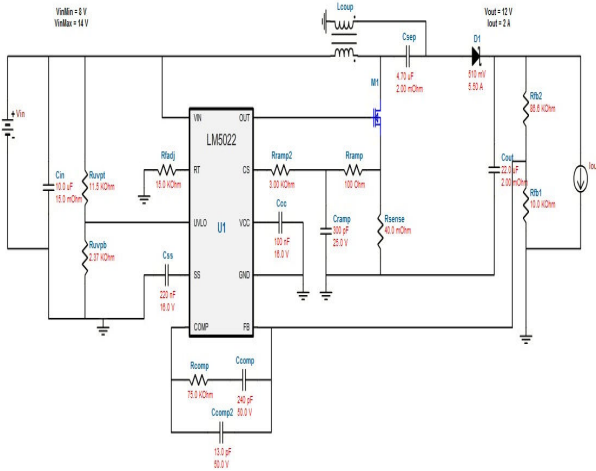 VinMin = 8 V
VinMax = 14 V
Lcoup
Vout = 12 V
Iout = 2 A
Csep
4.70 uF
2.00 mOhm
D1
510 mV
5.50 A
M1
Vin
Rfb2
86.6 KOhm
VIN
OUT
LM5022
Cin
10.0 uF
15.0 mOhm
Ruvpt
11.5 KOhm
Rfadj
15.0 KOhm
RT
CS
Rramp2
3.00 KOhm
Rramp
100 Ohm
Cout
22.0 uF
2.00 mOhm
Rfb1
10.0 KOhm
Iou
UVLO
U1
VCC
Ccc
100 nF
16.0 V
Cramp
300 pF
25.0 V
Rsense
40.0 mOhm
Ruvpb
2.37 KOhm
Css
220 nF
16.0 V
SS
GND
COMP
FB
Rcomp
75.0 KOhm
Ccomp
240 pF
50.0 V
Ccomp2
13.0 pF
50.0 V